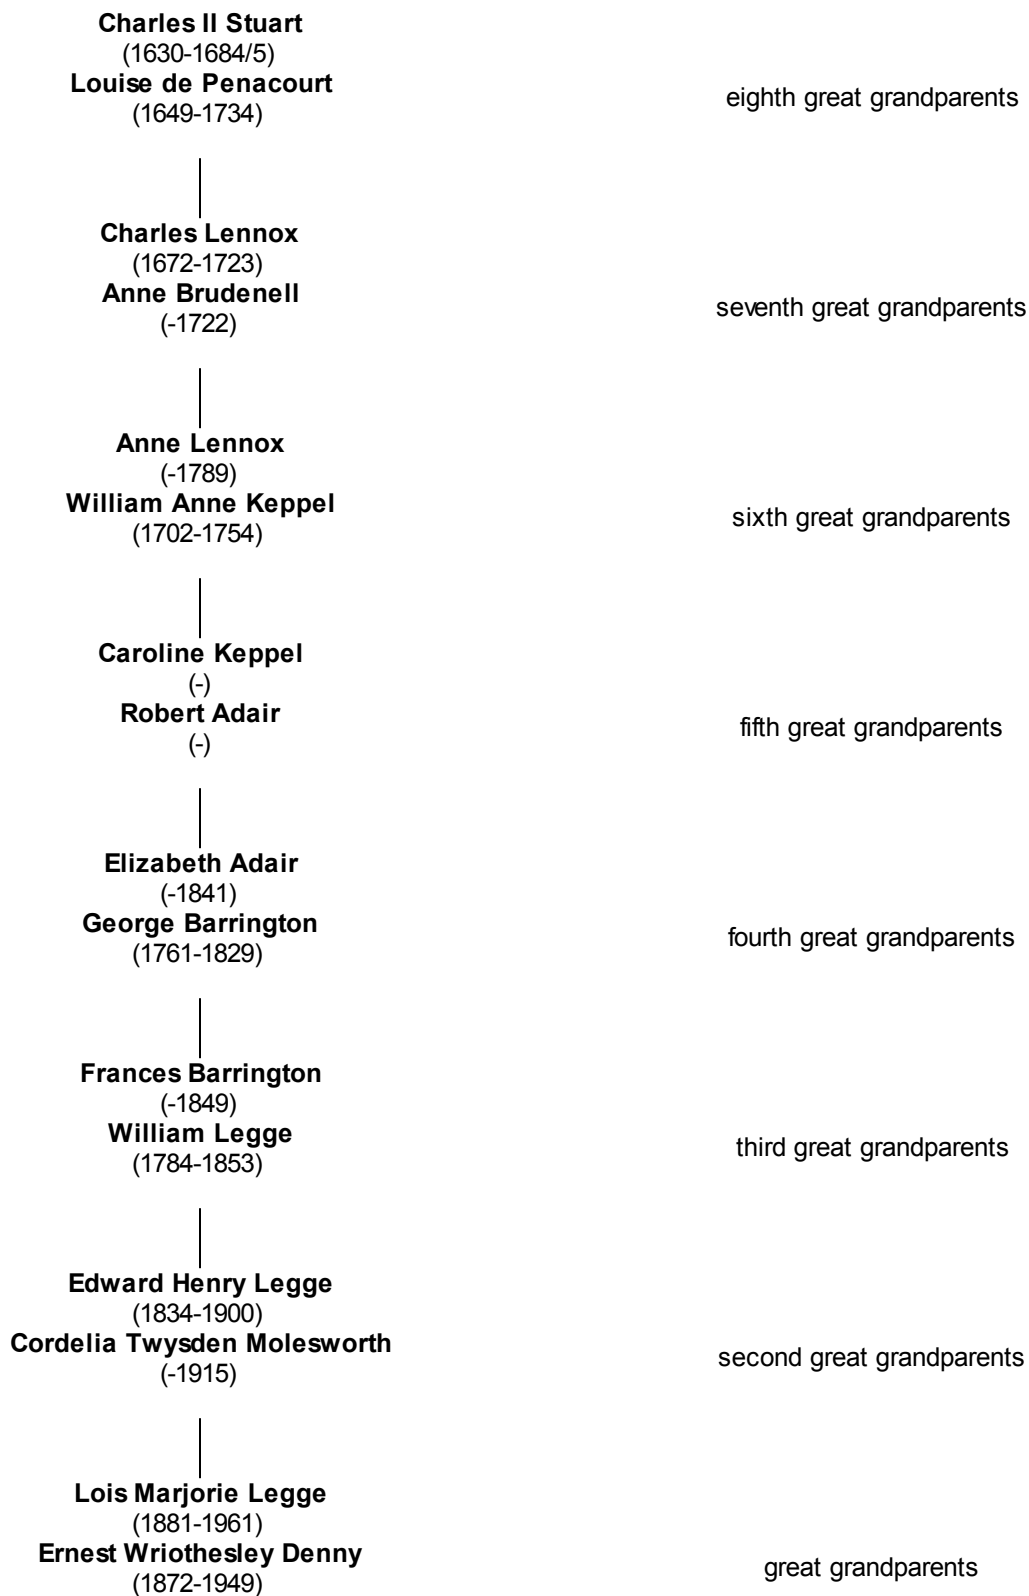 Charles II Stuart
(1630-1684/5)
Louise de Penacourt
(1649-1734)
eighth great grandparents
Charles Lennox
(1672-1723)
Anne Brudenell
(-1722)
seventh great grandparents
Anne Lennox
(-1789)
William Anne Keppel
(1702-1754)
sixth great grandparents
Caroline Keppel
(-)
Robert Adair
(-)
fifth great grandparents
Elizabeth Adair
(-1841)
George Barrington
(1761-1829)
fourth great grandparents
Frances Barrington
(-1849)
William Legge
(1784-1853)
third great grandparents
Edward Henry Legge
(1834-1900)
Cordelia Twysden Molesworth
(-1915)
second great grandparents
Lois Marjorie Legge
(1881-1961)
Ernest Wriothesley Denny
(1872-1949)
great grandparents